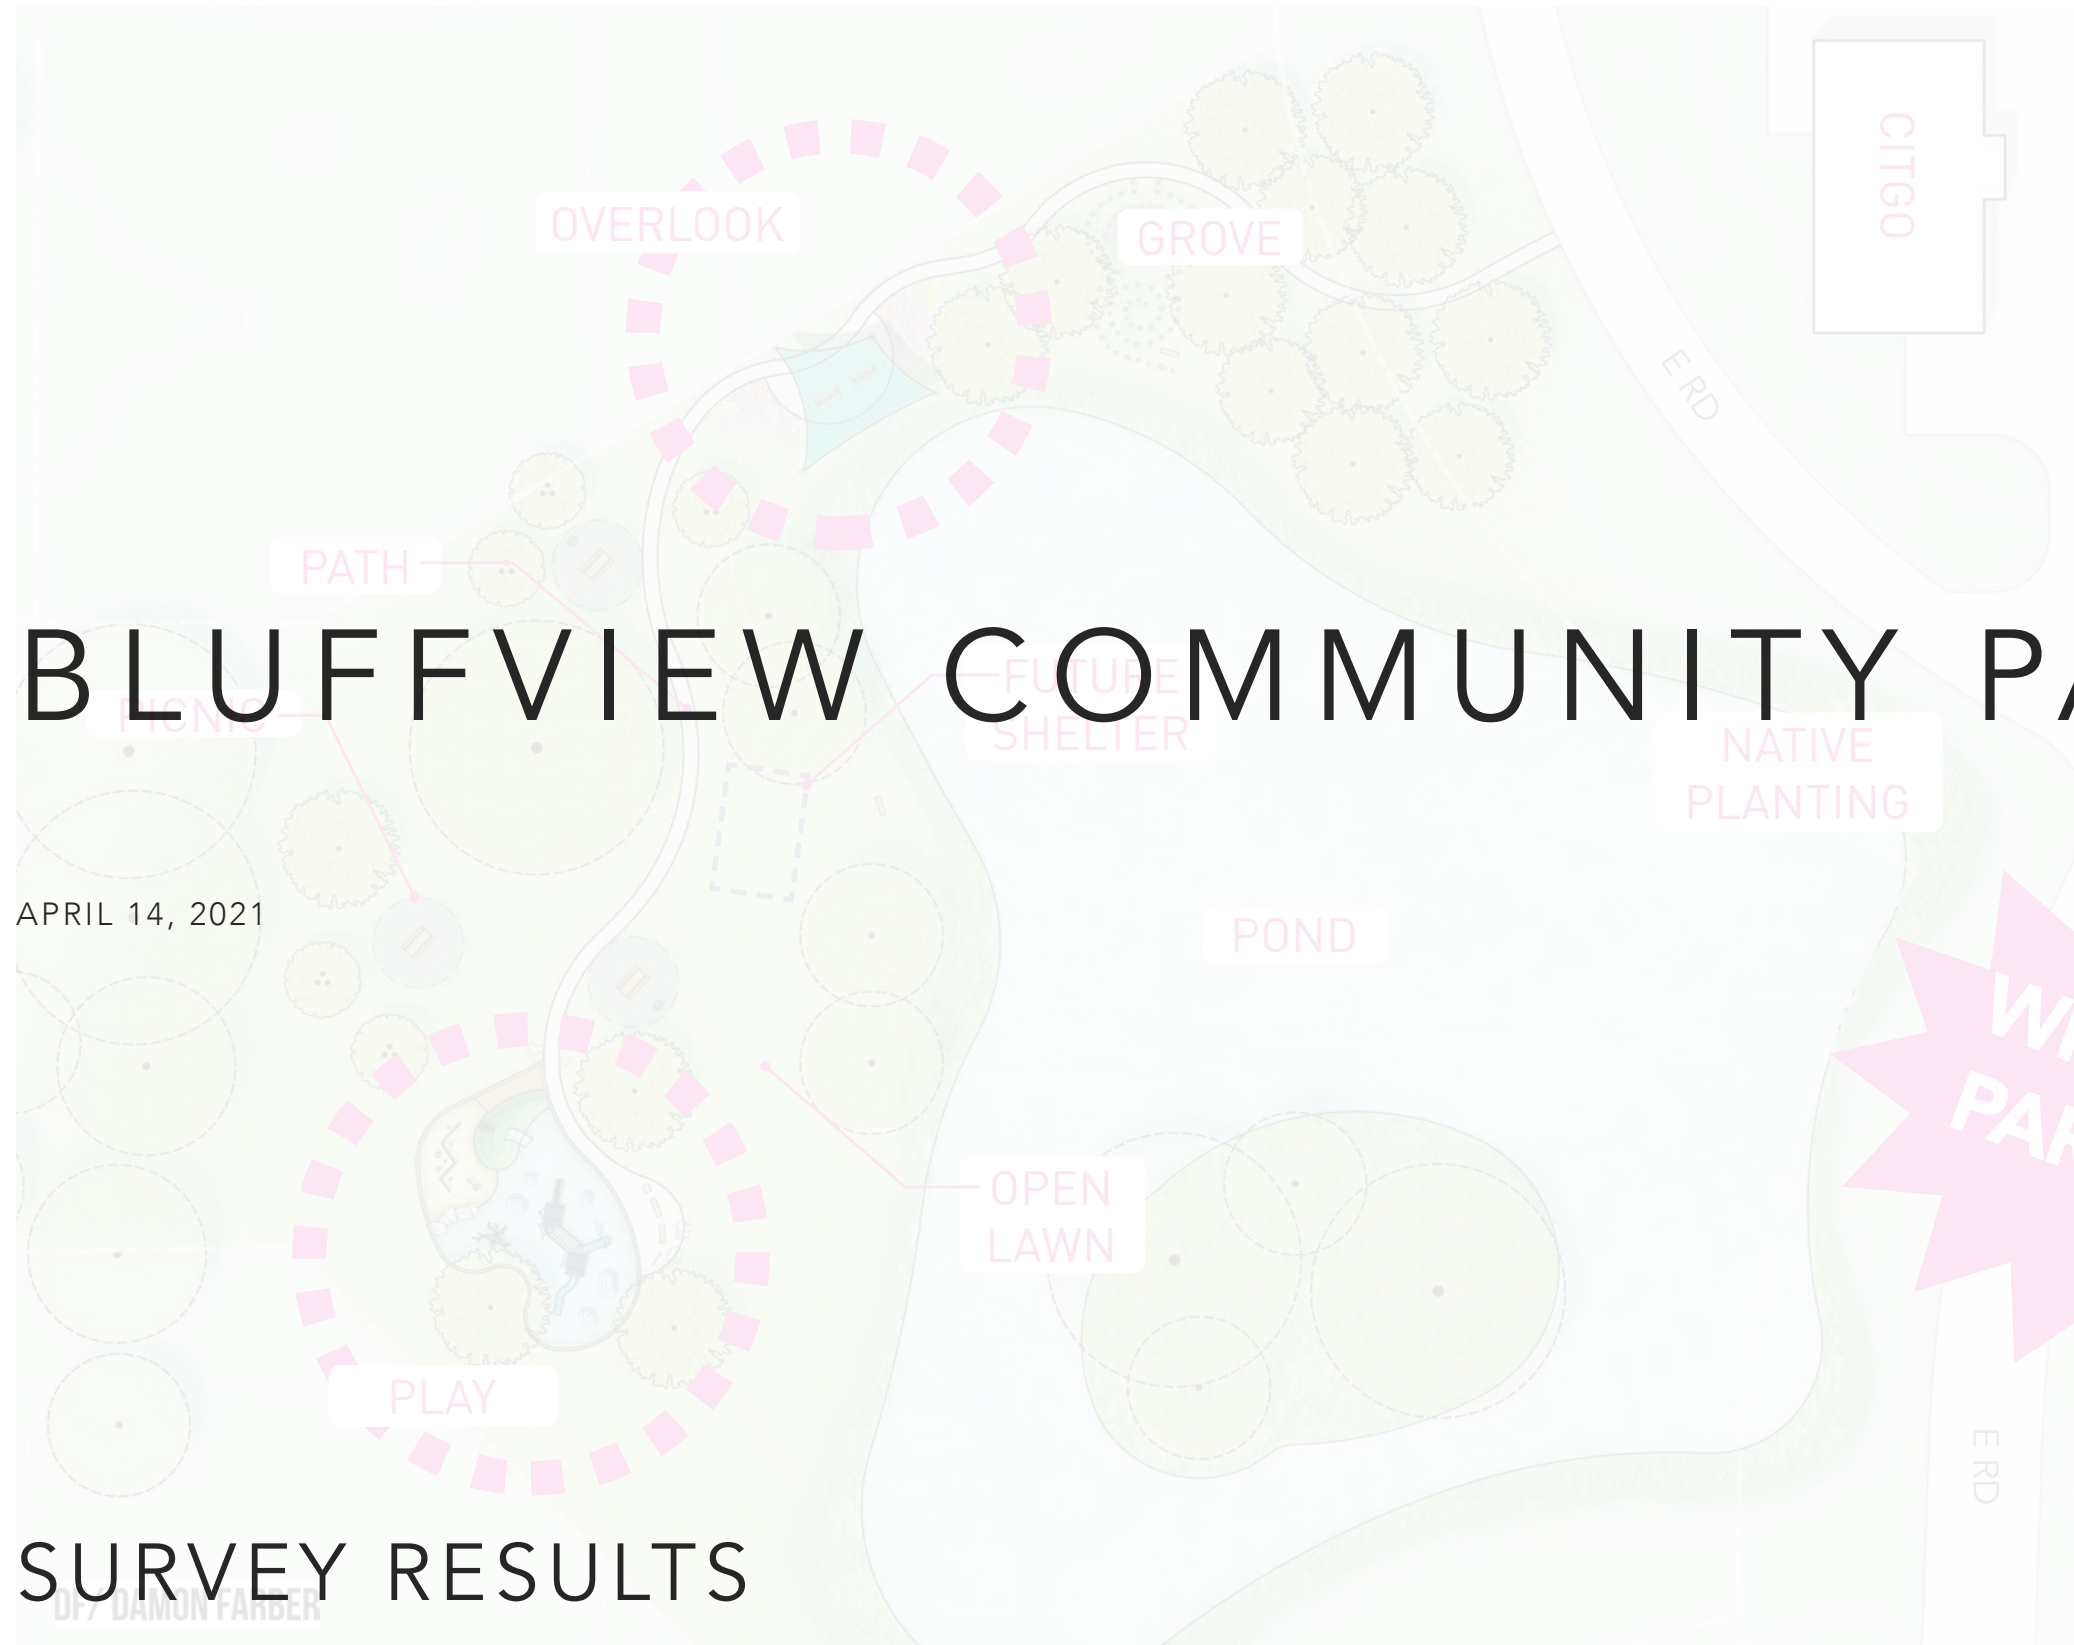 CITGO
OVERLOOK
GROVE
E RD
PATH
BLUFFVIEW COMMUNITY
PICNIC
FUTURE
SHELTER
NATIVE
PLANTING
APRIL 14, 2021
POND
OPEN
LAWN
PLAY
E RD
SURVEY RESULTS
DF/ DAMON FARBER